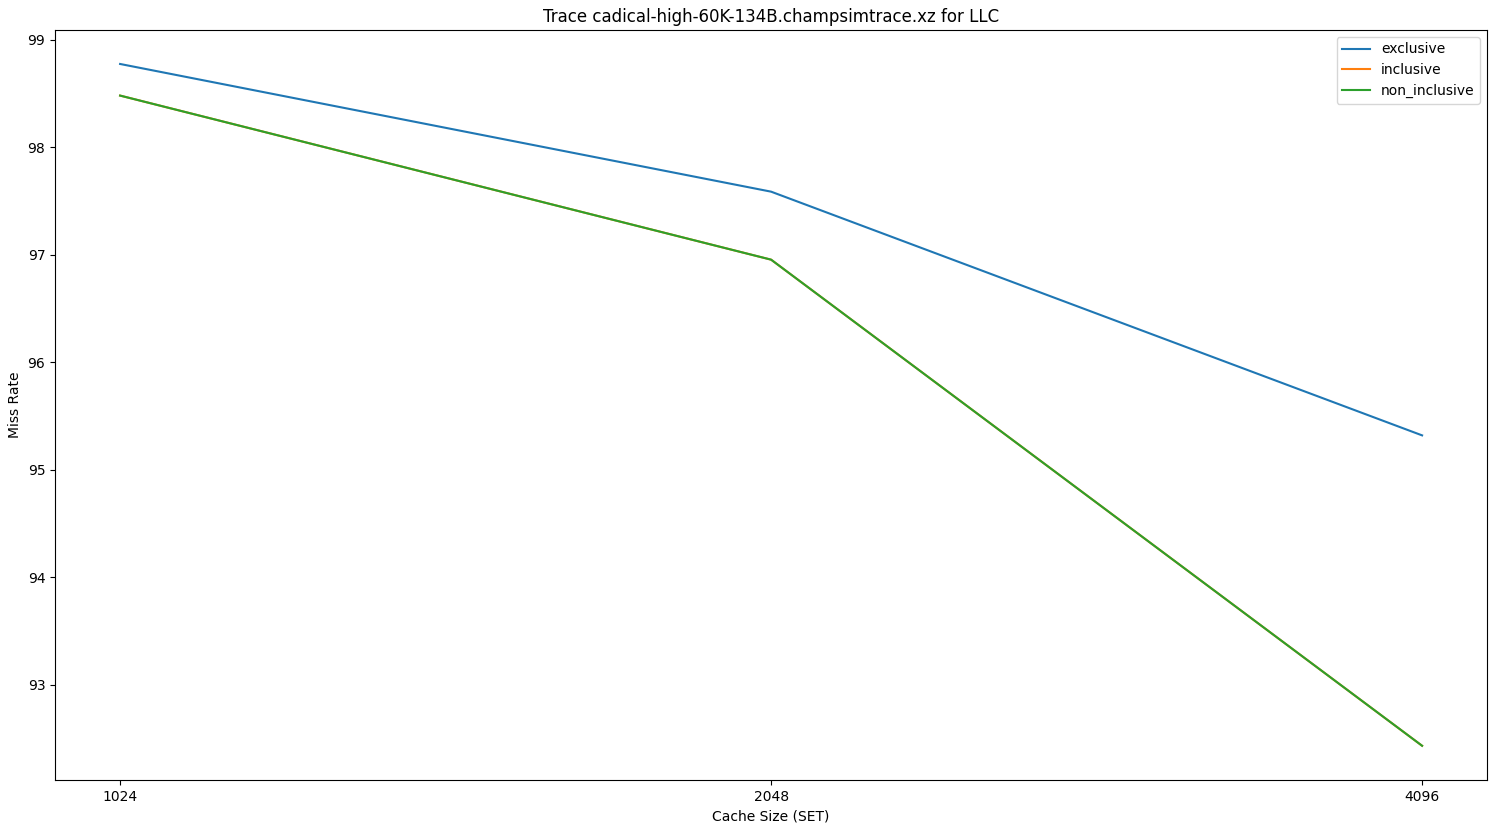 Trace cadical-high-60K-134B.champsimtrace.xz for LLC
exclusive
inclusive
non_inclusive
Miss Rate
99
98
97
96
95
94
93
1024
2048
4096
Cache Size (SET)